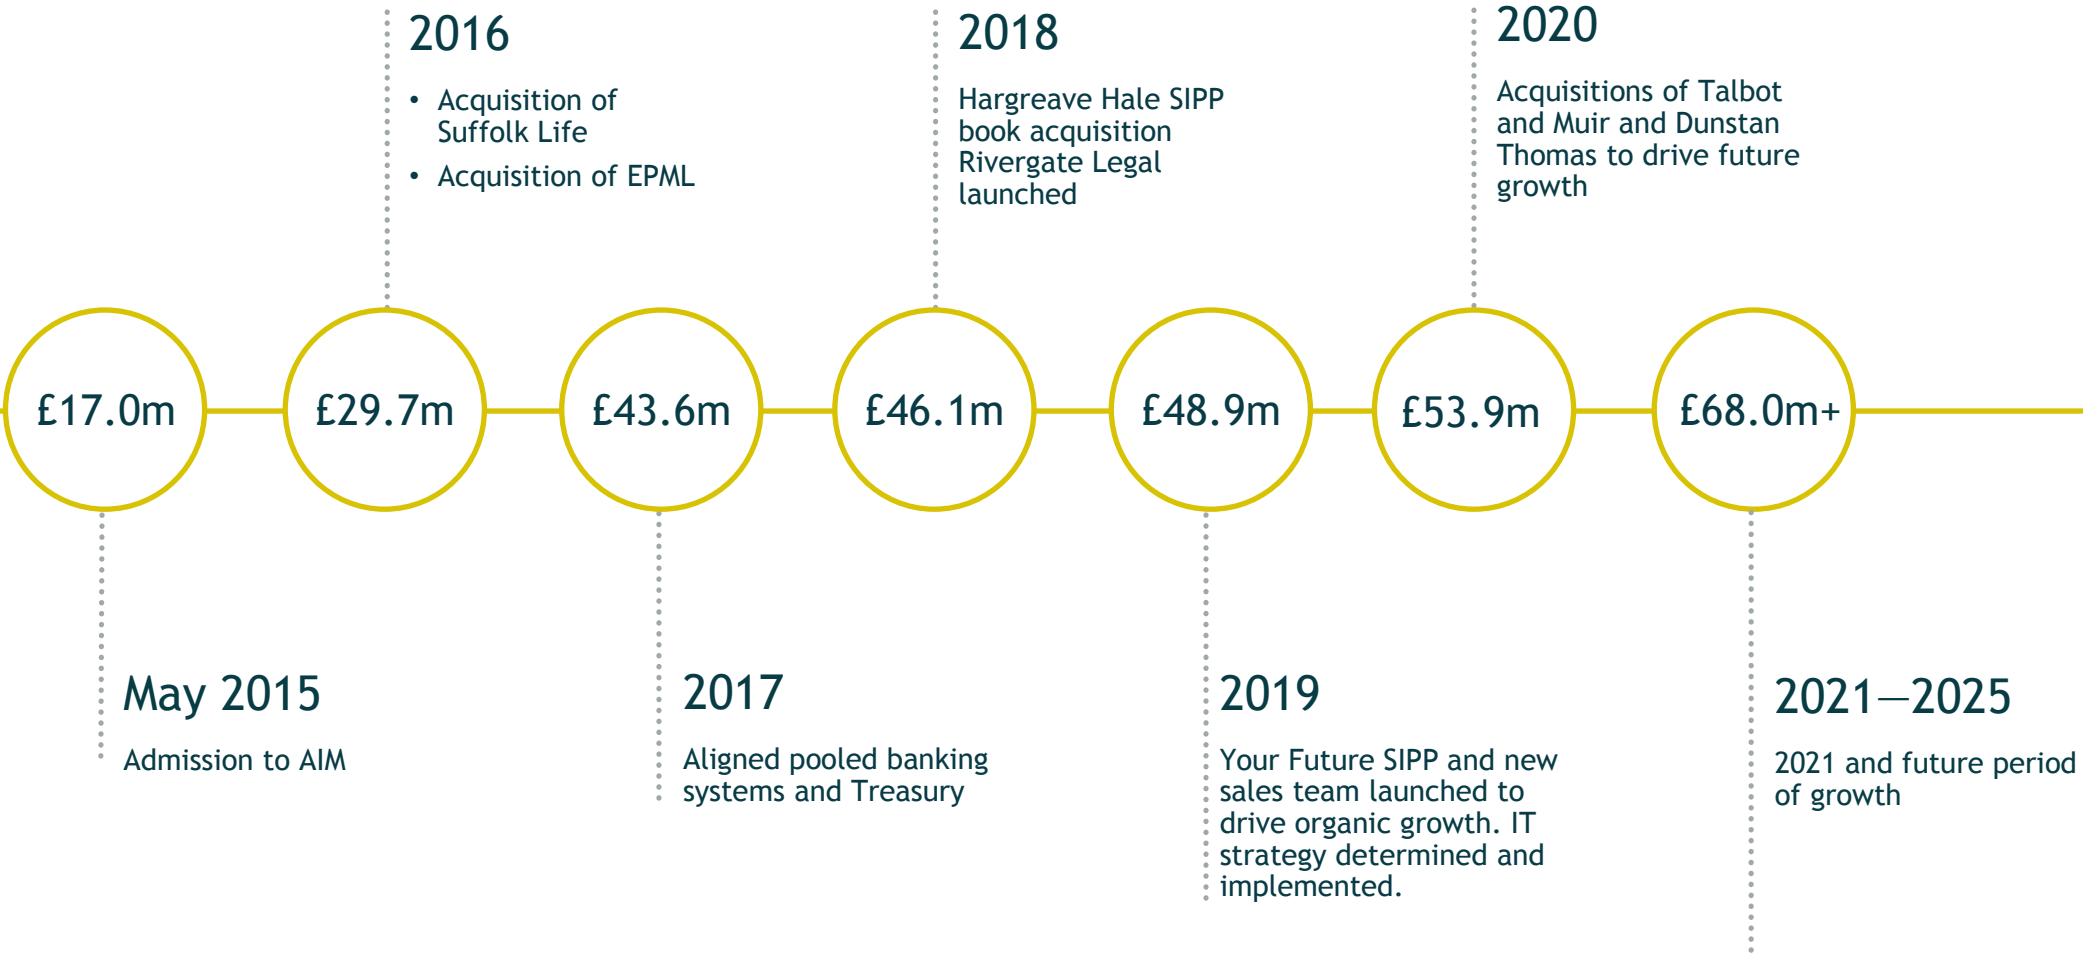 2016
• Acquisition of
Suffolk Life
• Acquisition of EPML
2018
Hargreave Hale SIPP
book acquisition
Rivergate Legal
launched
2020
Acquisitions of Talbot
and Muir and Dunstan
Thomas to drive future
growth
£17.0m
£29.7m
£43.6m
£46.1m
£48.9m
£53.9m
£68.0m+
May 2015
Admission to AIM
2017
Aligned pooled banking
systems and Treasury
2019
Your Future SIPP and new
sales team launched to
drive organic growth. IT
strategy determined and
implemented.
2021—2025
2021 and future period
of growth